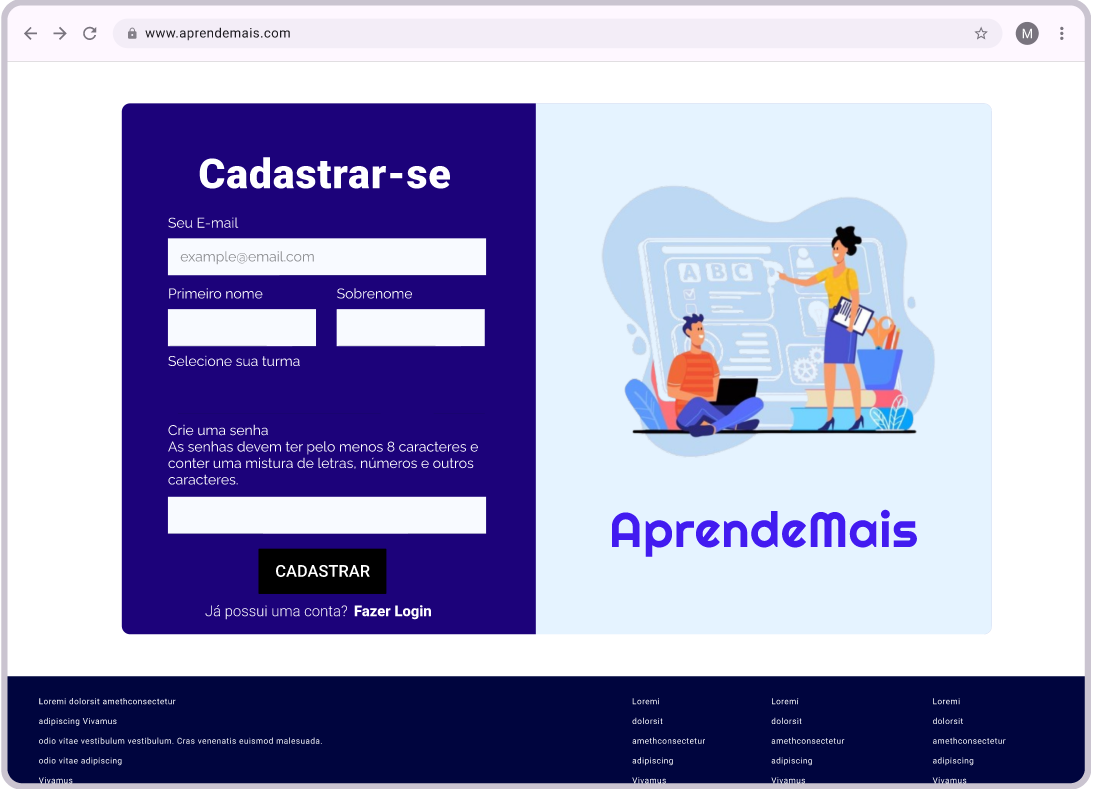 www.aprendemais.com
M
Cadastrar-se
Seu E-mail
example@email.com
Primeiro nome
Sobrenome
Selecione sua turma
Crie uma senha
As senhas devem ter pelo menos 8 caracteres e
conter uma mistura de letras, números e outros
caracteres.
CADASTRAR
Já possui uma conta? Fazer Login
A B C
AprendeMais
Loremi dolorsit amethconsectetur
adipiscing Vivamus
odio vitae vestibulum vestibulum. Cras venenatis euismod malesuada.
odio vitae adipiscing
Vivamus
Loremi
dolorsit
amethconsectetur
adipiscing
Vivamus
Loremi
dolorsit
amethconsectetur
adipiscing
Vivamus
Loremi
dolorsit
amethconsectetur
adipiscing
Vivamus